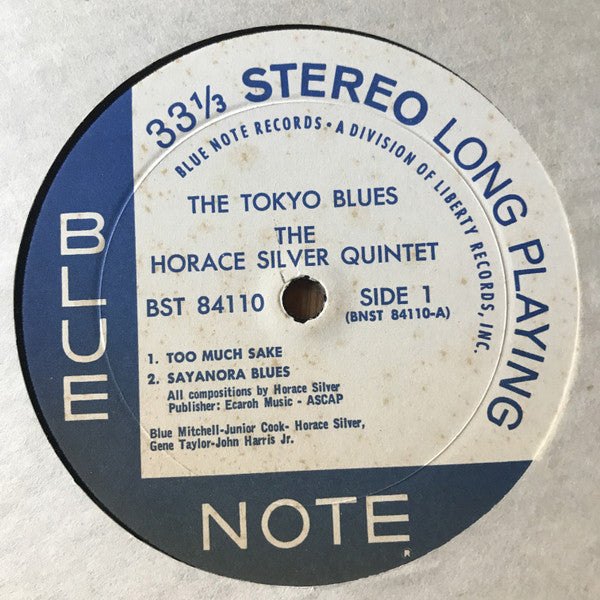 33⅓ STEREO LONG PLAYING
BLUE NOTE RECORDS • A DIVISION OF LIBERTY RECORDS, INC.
THE TOKYO BLUES
THE
HORACE SILVER QUINTET
BST 84110
SIDE 1
(BNST 84110-A)
1. TOO MUCH SAKE
2. SAYANORA BLUES
All compositions by Horace Silver
Publisher: Ecaroh Music - ASCAP
Blue Mitchell-Junior Cook- Horace Silver,
Gene Taylor-John Harris Jr.
BLUE
NOTE
R